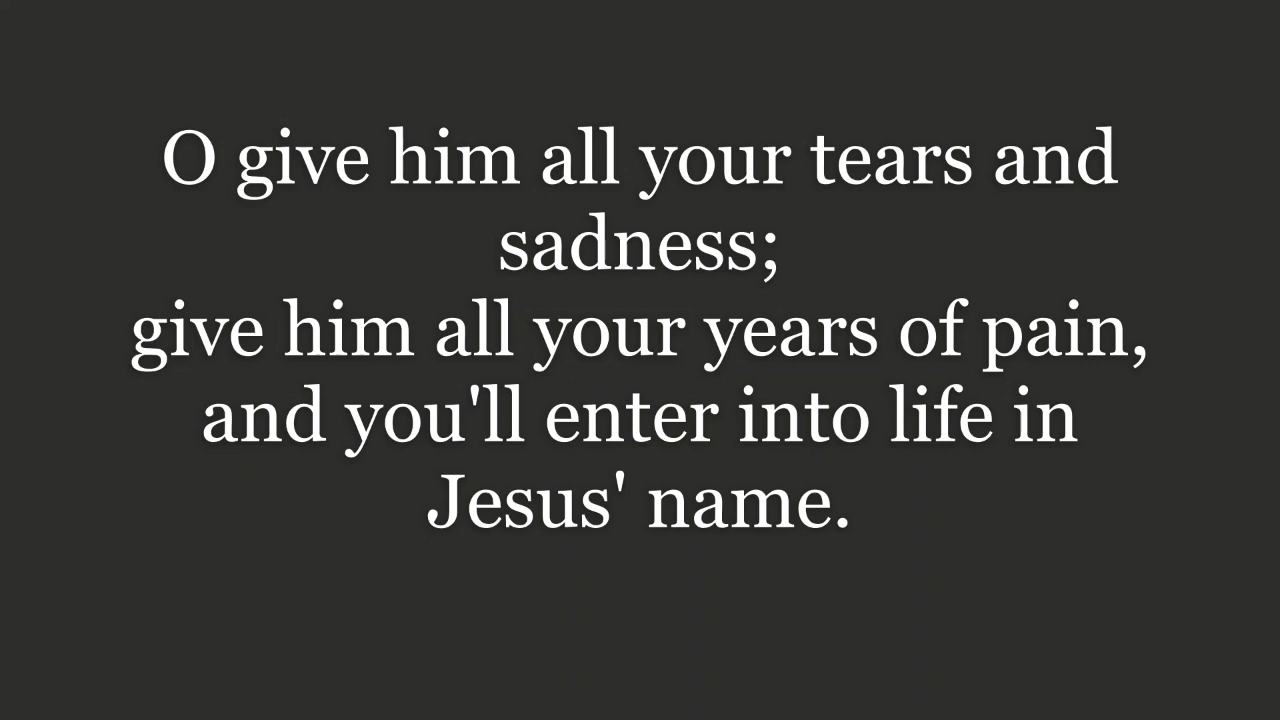 O give him all your tears and
sadness;
give him all your years of pain,
and you'll enter into life in
Jesus' name.